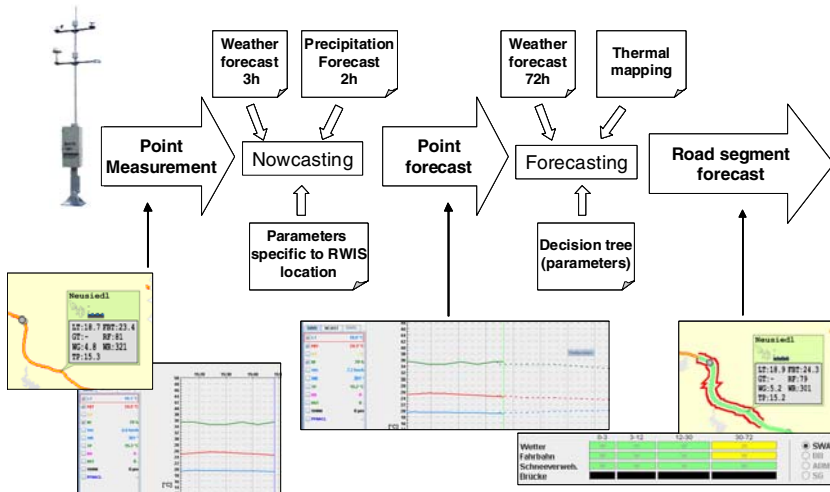 Weather
forecast
3h
Precipitation
Forecast
2h
Weather
forecast
72h
Thermal
mapping
Point
Measurement
Nowcasting
Point
forecast
Forecasting
Road segment
forecast
Parameters
specific to RWIS
location
Decision tree
(parameters)
Neusiedl
LT:18.7 FBT:23.4
GT:- RF:81
WG:4.8 WR:321
TP:15.3
[°C]
[°C]
Neusiedl
LT:18.9 FBT:24.3
GT:- RF:79
WG:5.2 WR:301
TP:15.2
0-3 3-12 12-30 30-72
Wetter
Fahrbahn
Schneeverweh.
Brücke
SWA